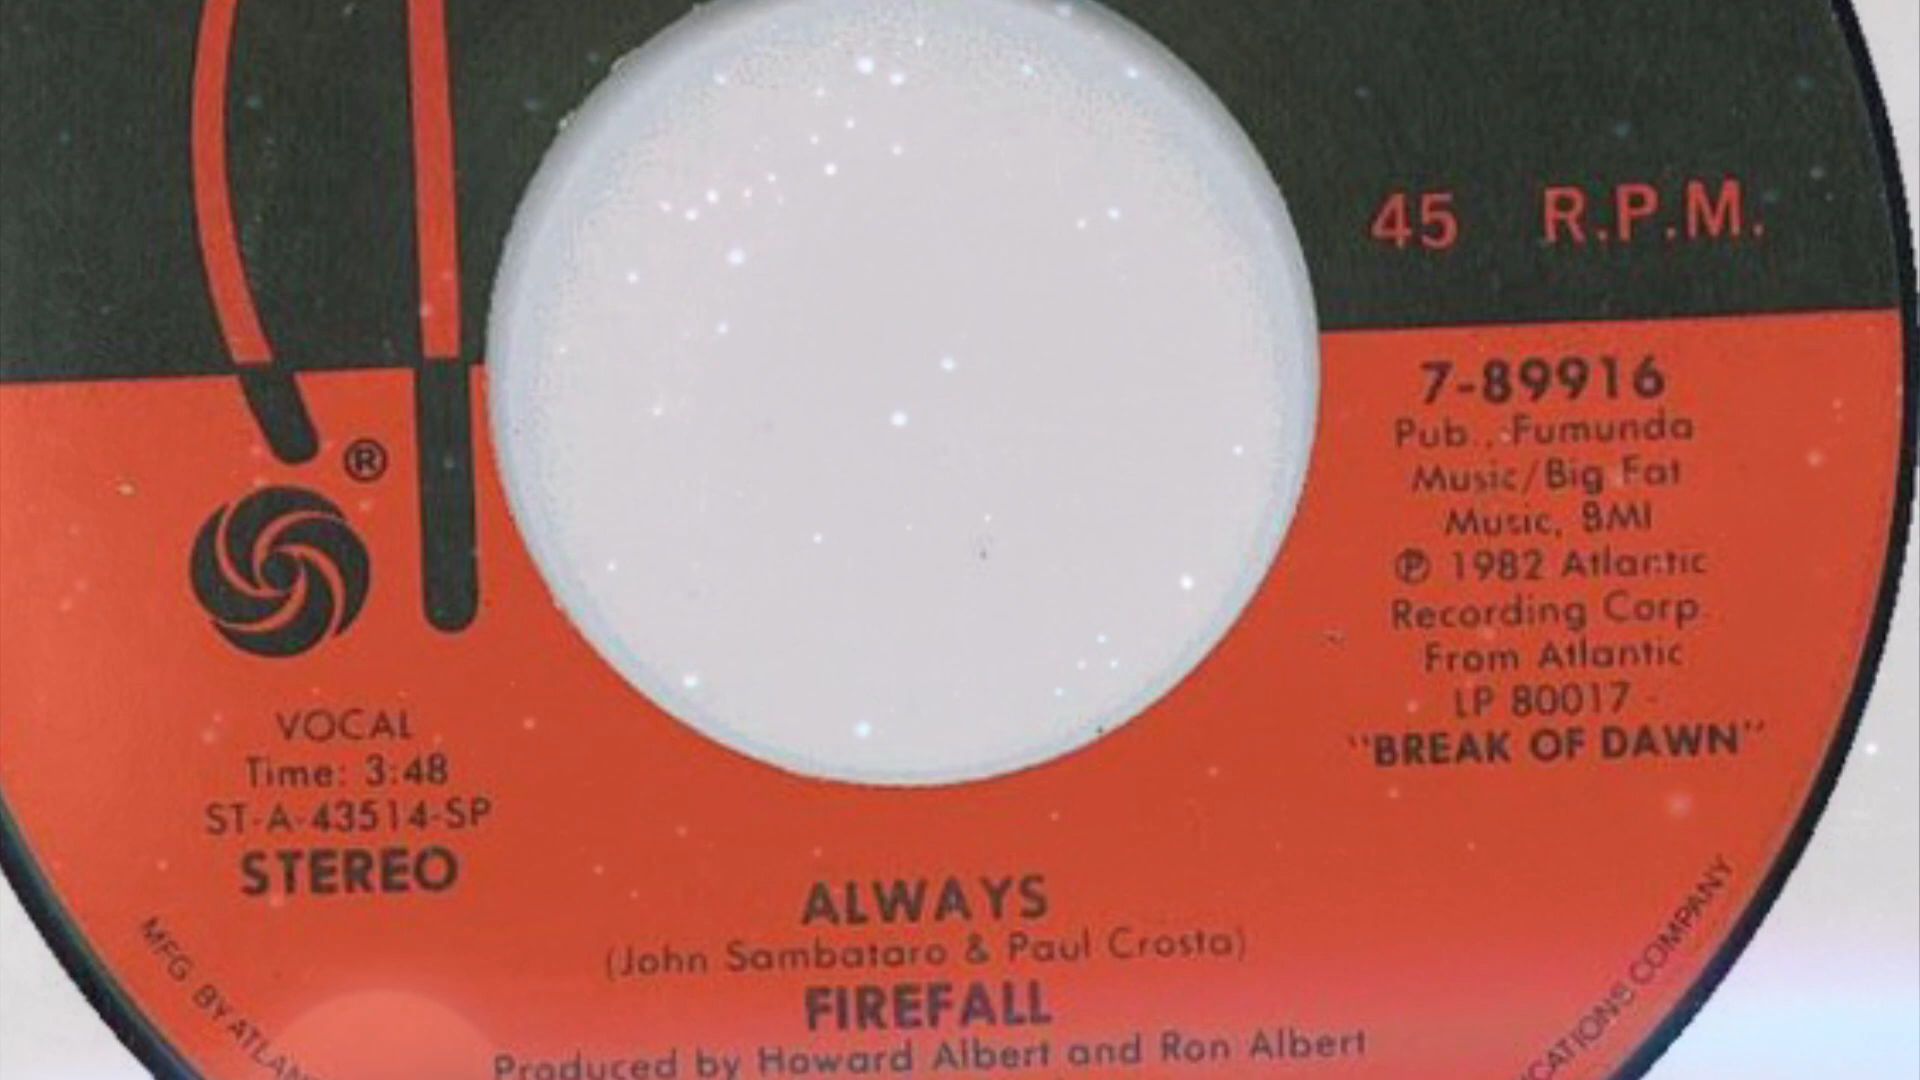 45 R.P.M.
7-89916
Pub., Fumunda
Music/Big Fat
Music, BMI
℗ 1982 Atlantic
Recording Corp
From Atlantic
LP 80017
"BREAK OF DAWN"
®
VOCAL
Time: 3:48
ST-A-43514-SP
STEREO
ALWAYS
(John Sambataro & Paul Crosta)
FIREFALL
Produced by Howard Albert and Ron Albert
MFG. BY ATLAN
ICATIONS COMPANY